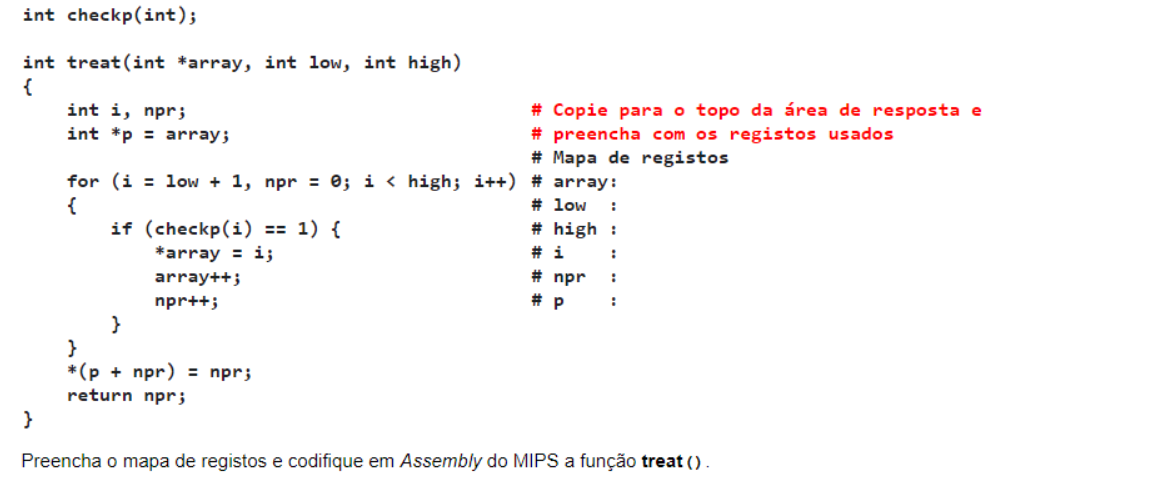 int checkp(int);
int treat(int *array, int low, int high)
{
    int i, npr;                               # Copie para o topo da área de resposta e
    int *p = array;                           # preencha com os registos usados
                                              # Mapa de registos
    for (i = low + 1, npr = 0; i < high; i++) # array:
    {                                         # low  :
        if (checkp(i) == 1) {                 # high :
            *array = i;                       # i    :
            array++;                          # npr  :
            npr++;                            # p    :
        }
    }
    *(p + npr) = npr;
    return npr;
}
Preencha o mapa de registos e codifique em Assembly do MIPS a função treat().